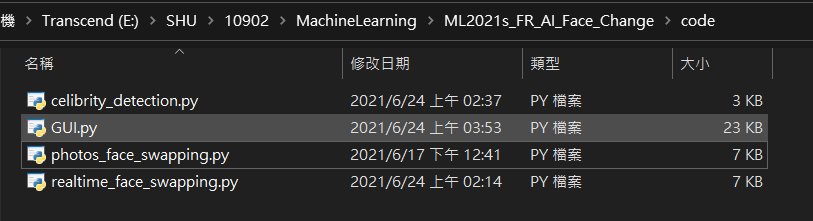 機 > Transcend (E:) > SHU > 10902 > MachineLearning > ML2021s_FR_AI_Face_Change > code
名稱 修改日期 類型 大小
celibrity_detection.py 2021/6/24 上午 02:37 PY 檔案 3 KB
GUI.py 2021/6/24 上午 03:53 PY 檔案 23 KB
photos_face_swapping.py 2021/6/17 下午 12:41 PY 檔案 7 KB
realtime_face_swapping.py 2021/6/24 上午 02:14 PY 檔案 7 KB